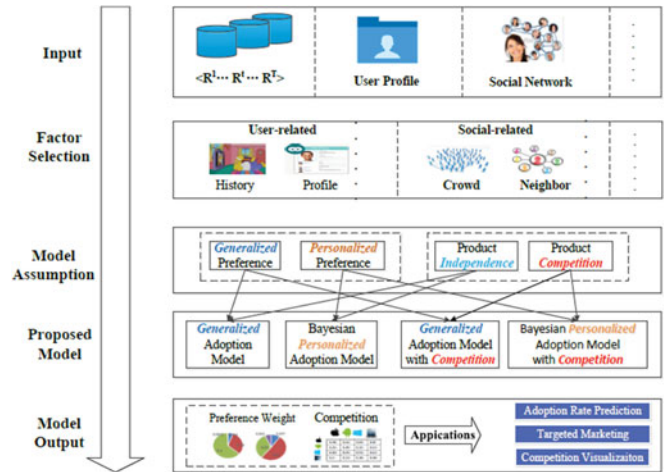 Input
<R¹··· Rᵗ ··· Rᵀ>
User Profile
Social Network
Factor
Selection
User-related
Social-related
History
Profile
Crowd
Neighbor
Model
Assumption
Generalized
Preference
Personalized
Preference
Product
Independence
Product
Competition
Proposed
Model
Generalized
Adoption
Model
Bayesian
Personalized
Adoption Model
Generalized
Adoption Model
with Competition
Bayesian Personalized
Adoption Model
with Competition
Model
Output
Preference Weight
Competition
Appications
Adoption Rate Prediction
Targeted Marketing
Competition Visualizaiton